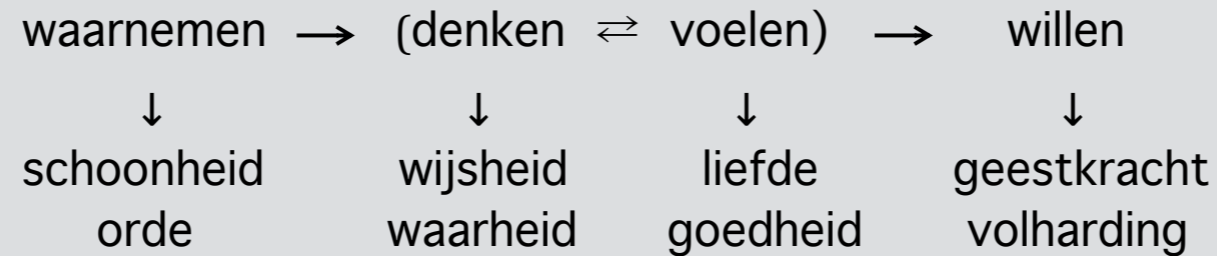 waarnemen → (denken ⇄ voelen) → willen
↓ ↓ ↓ ↓
schoonheid wijsheid liefde geestkracht
orde waarheid goedheid volharding